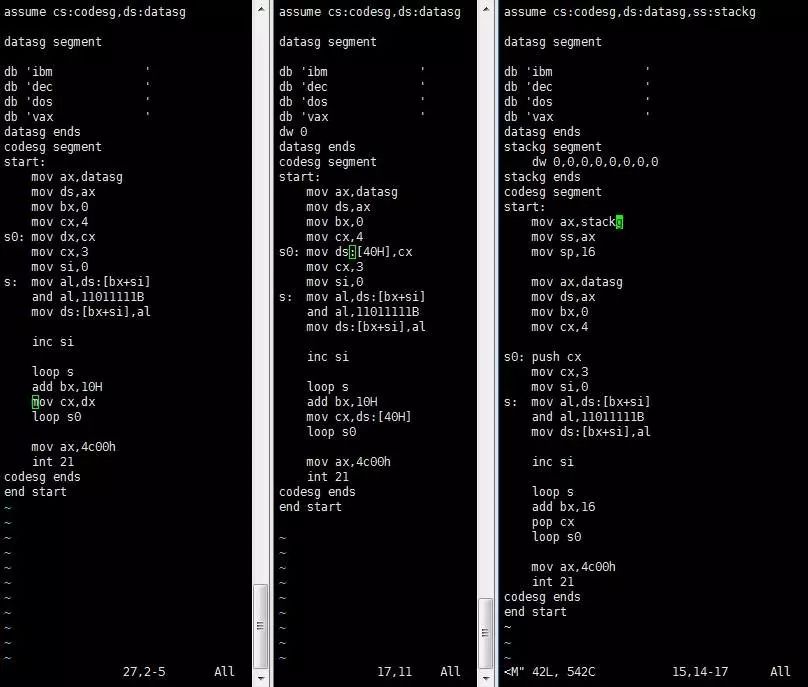 assume cs:codesg,ds:datasg
datasg segment
db 'ibm             '
db 'dec             '
db 'dos             '
db 'vax             '
datasg ends
codesg segment
start:
    mov ax,datasg
    mov ds,ax
    mov bx,0
    mov cx,4
s0: mov dx,cx
    mov cx,3
    mov si,0
s:  mov al,ds:[bx+si]
    and al,11011111B
    mov ds:[bx+si],al
    inc si
    loop s
    add bx,10H
    mov cx,dx
    loop s0
    mov ax,4c00h
    int 21
codesg ends
end start
~
~
~
~
~
~
~
~
~
~
~
27,2-5 All
assume cs:codesg,ds:datasg
datasg segment
db 'ibm             '
db 'dec             '
db 'dos             '
db 'vax             '
dw 0
datasg ends
codesg segment
start:
    mov ax,datasg
    mov ds,ax
    mov bx,0
    mov cx,4
s0: mov ds:[40H],cx
    mov cx,3
    mov si,0
s:  mov al,ds:[bx+si]
    and al,11011111B
    mov ds:[bx+si],al
    inc si
    loop s
    add bx,10H
    mov cx,ds:[40H]
    loop s0
    mov ax,4c00h
    int 21
codesg ends
end start
~
~
~
~
~
~
~
~
~
17,11 All
assume cs:codesg,ds:datasg,ss:stackg
datasg segment
db 'ibm             '
db 'dec             '
db 'dos             '
db 'vax             '
datasg ends
stackg segment
    dw 0,0,0,0,0,0,0,0
stackg ends
codesg segment
start:
    mov ax,stackg
    mov ss,ax
    mov sp,16
    mov ax,datasg
    mov ds,ax
    mov bx,0
    mov cx,4
s0: push cx
    mov cx,3
    mov si,0
s:  mov al,ds:[bx+si]
    and al,11011111B
    mov ds:[bx+si],al
    inc si
    loop s
    add bx,16
    pop cx
    loop s0
    mov ax,4c00h
    int 21
codesg ends
end start
~
~
~
<M" 42L, 542C 15,14-17 All